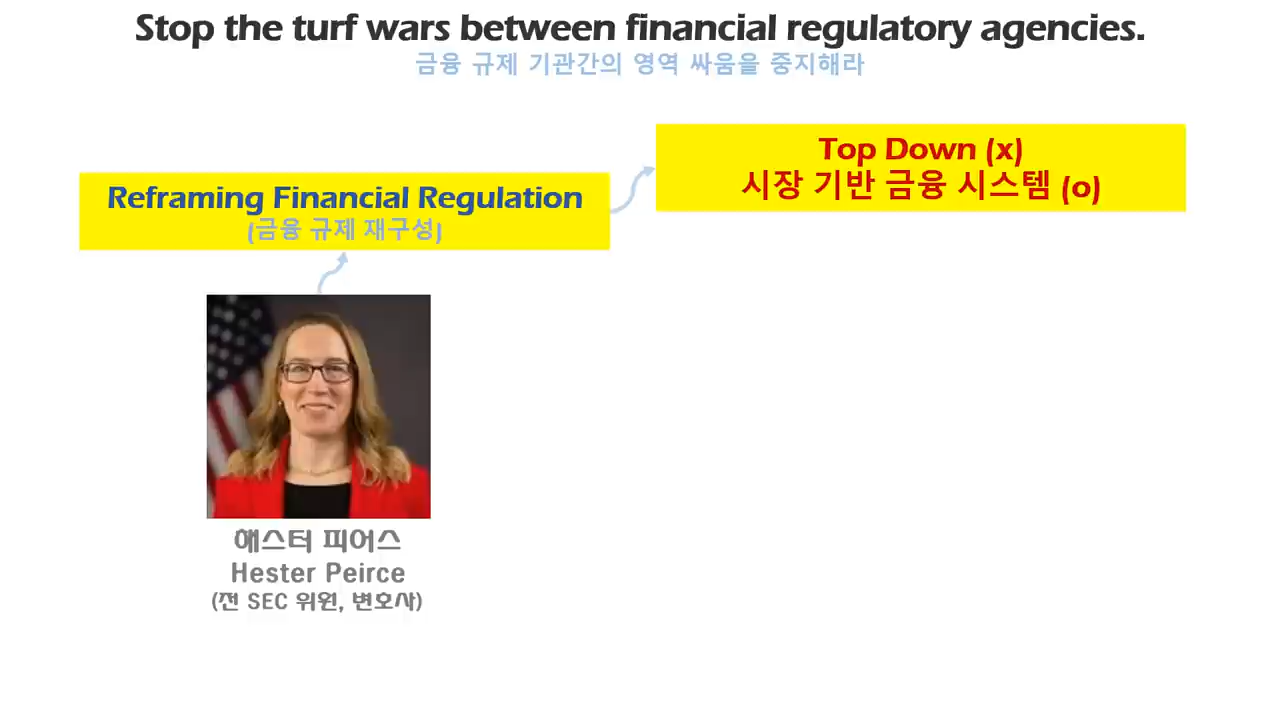 Stop the turf wars between financial regulatory agencies.
금융 규제 기관간의 영역 싸움을 중지해라
Top Down (x)
시장 기반 금융 시스템 (o)
Reframing Financial Regulation
(금융 규제 재구성)
해스터 피어스
Hester Peirce
(전 SEC 위원, 변호사)